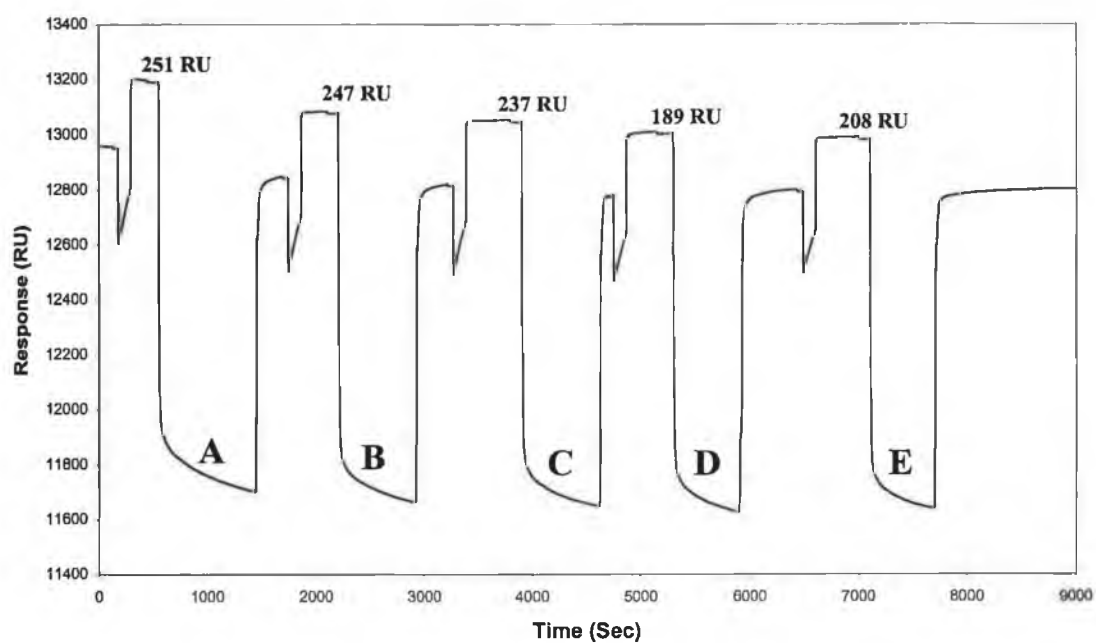 13400
13200
13000
12800
12600
12400
12200
12000
11800
11600
11400
Response (RU)
251 RU
247 RU
237 RU
189 RU
208 RU
A
B
C
D
E
0 1000 2000 3000 4000 5000 6000 7000 8000 9000
Time (Sec)